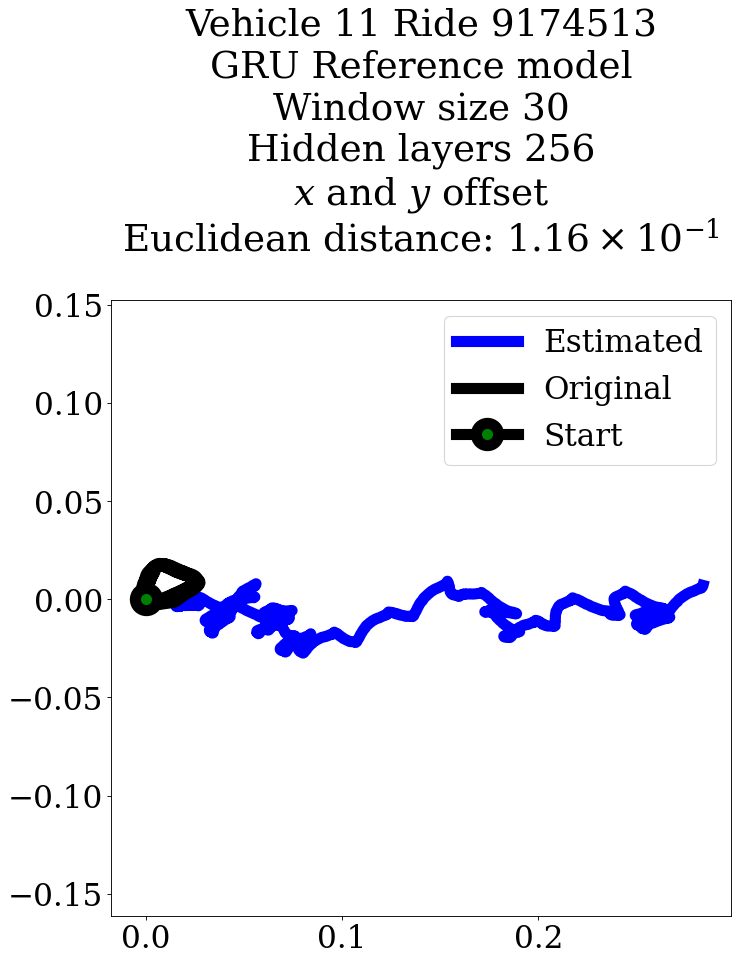 Vehicle 11 Ride 9174513
GRU Reference model
Window size 30
Hidden layers 256
x and y offset
Euclidean distance: 1.16 × 10⁻¹
0.15
Estimated
Original
Start
0.10
0.05
0.00
−0.05
−0.10
−0.15
0.0 0.1 0.2